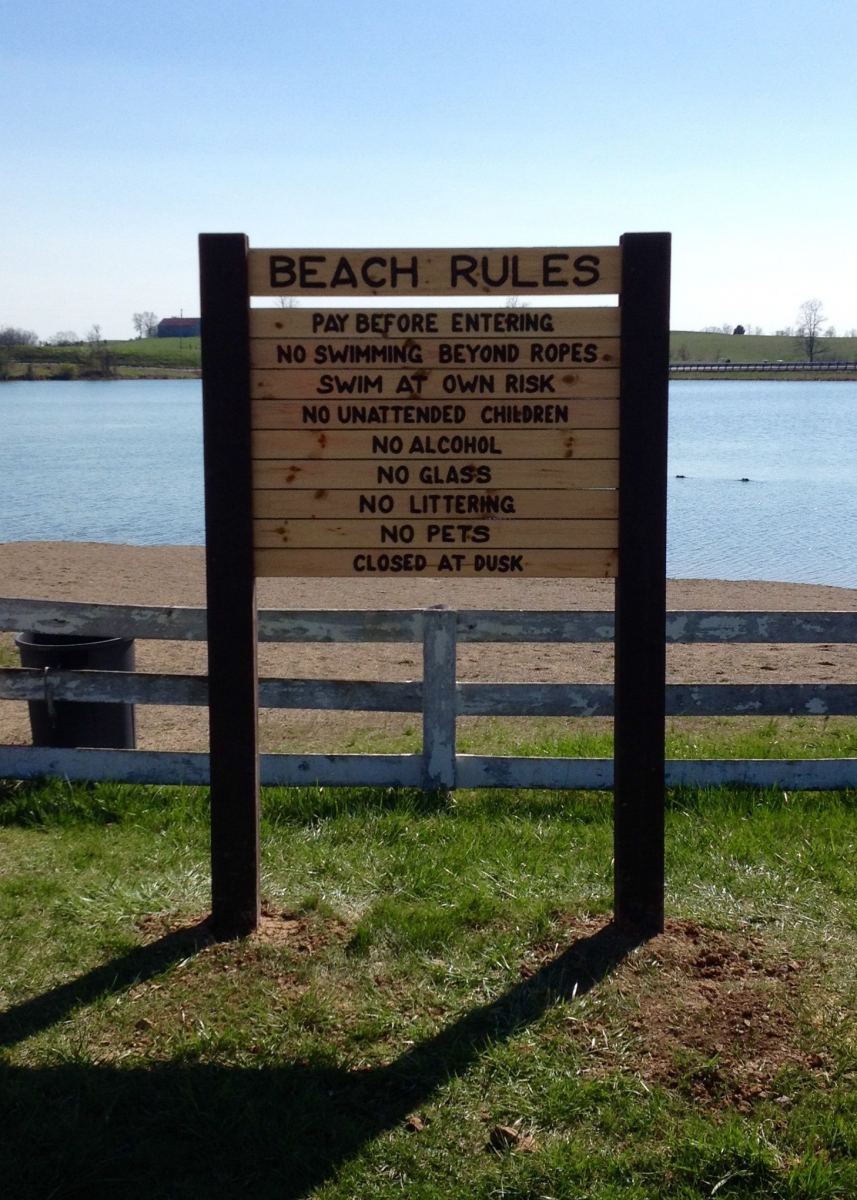 BEACH RULES
PAY BEFORE ENTERING
NO SWIMMING BEYOND ROPES
SWIM AT OWN RISK
NO UNATTENDED CHILDREN
NO ALCOHOL
NO GLASS
NO LITTERING
NO PETS
CLOSED AT DUSK